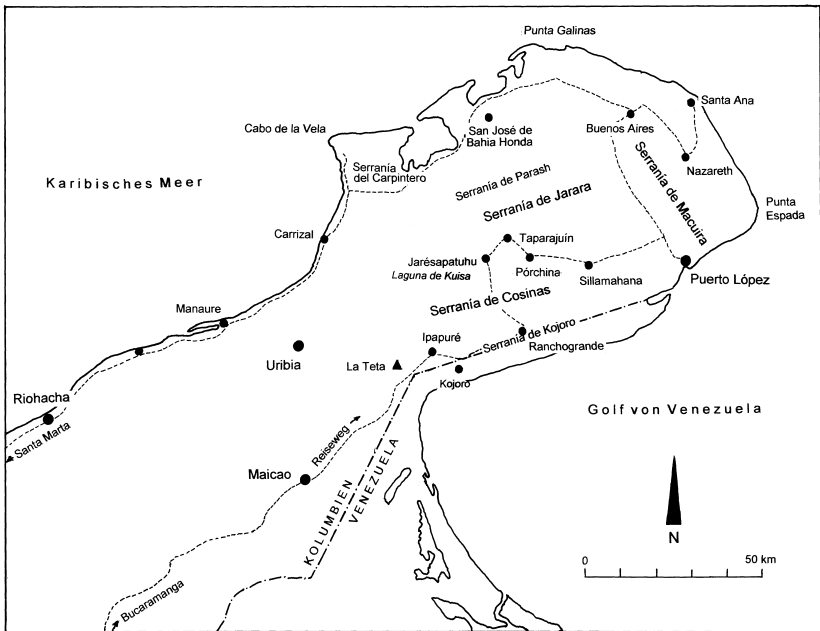 Punta Galinas
Santa Ana
Cabo de la Vela
San José de
Bahia Honda
Buenos Aires
Serranía
del Carpintero
Serranía de Parash
Nazareth
Karibisches Meer
Serranía de Jarara
Serranía de Macuira
Punta
Espada
Carrizal
Taparajuín
Jarésapatuhu
Laguna de Kuisa
Pórchina
Sillamahana
Puerto López
Manaure
Serranía de Cosinas
Ipapuré
Serranía de Kojoro
Ranchogrande
Uribia
La Teta
Kojoro
Riohacha
Santa Marta
Golf von Venezuela
Reiseweg
Maicao
KOLUMBIEN
VENEZUELA
N
0
50 km
Bucaramanga